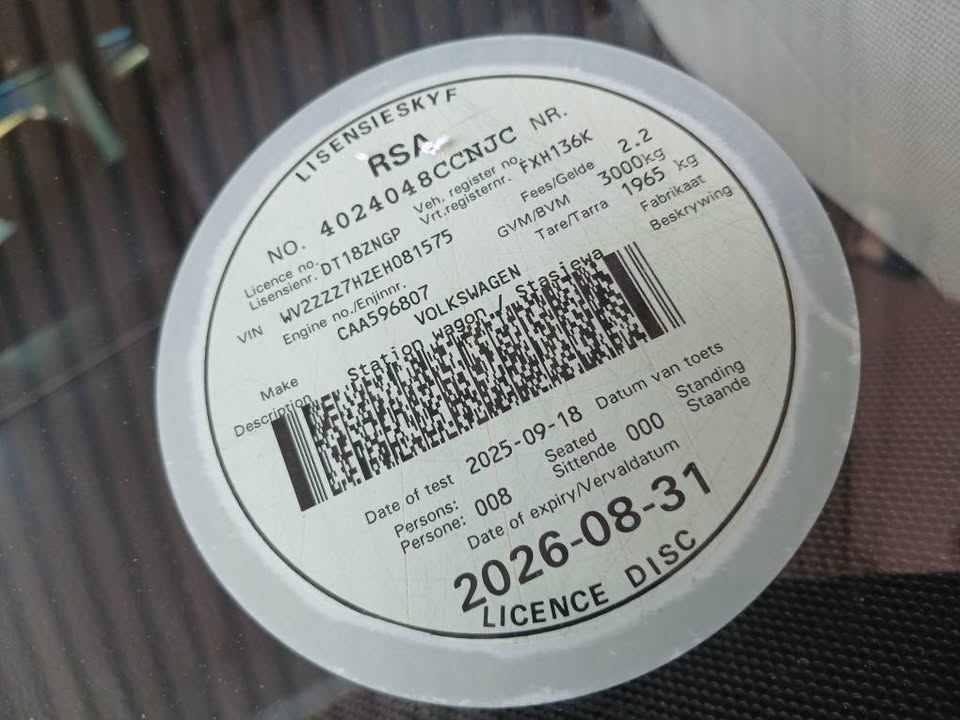 LISENSIESKYF
RSA
NO. 4024048CCNJC NR.
Licence no. DT18ZNGP Veh. register no. FXH136K
Lisensienr. Vrt.registernr.
VIN WV2ZZZ7HZEH081575 Fees/Gelde 2.2
Engine no./Enjinnr. GVM/BVM 3000kg
CAA596807 Tare/Tarra 1965 kg
Make VOLKSWAGEN Fabrikaat
Description Station wagon / Stasiewa Beskrywing
Date of test 2025-09-18 Datum van toets
Persons: 008 Seated 000 Standing
Persone: Sittende Staande
Date of expiry/Vervaldatum
2026-08-31
LICENCE DISC